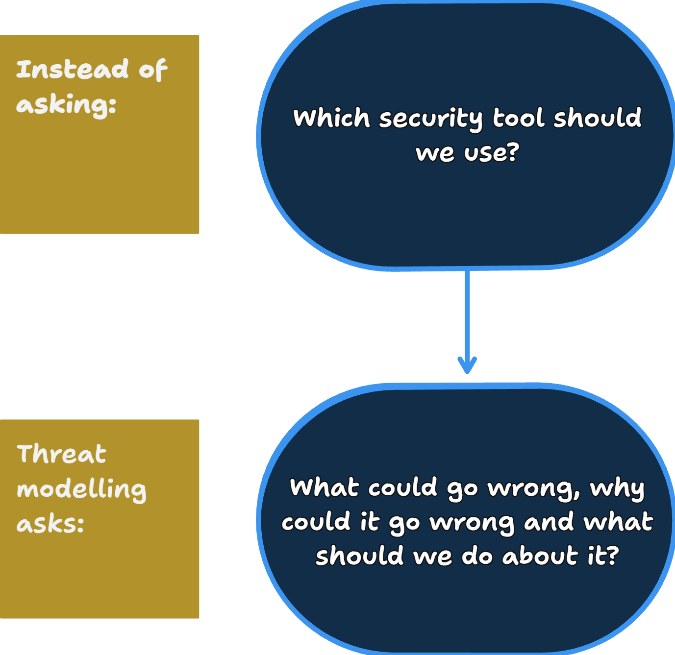 Instead of
asking:
Which security tool should
we use?
Threat
modelling
asks:
What could go wrong, why
could it go wrong and what
should we do about it?